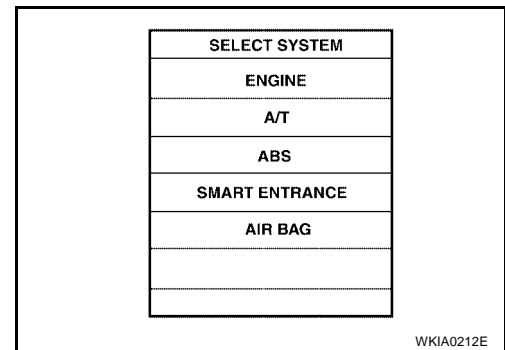 SELECT SYSTEM
ENGINE
A/T
ABS
SMART ENTRANCE
AIR BAG
WKIA0212E